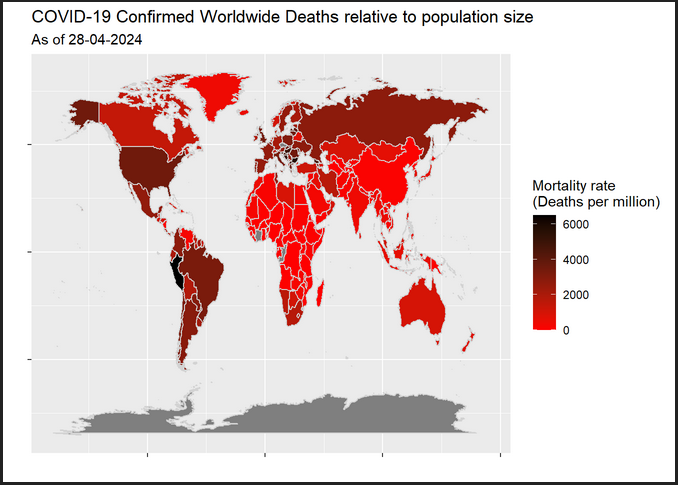 COVID-19 Confirmed Worldwide Deaths relative to population size
As of 28-04-2024
Mortality rate
(Deaths per million)
6000
4000
2000
0